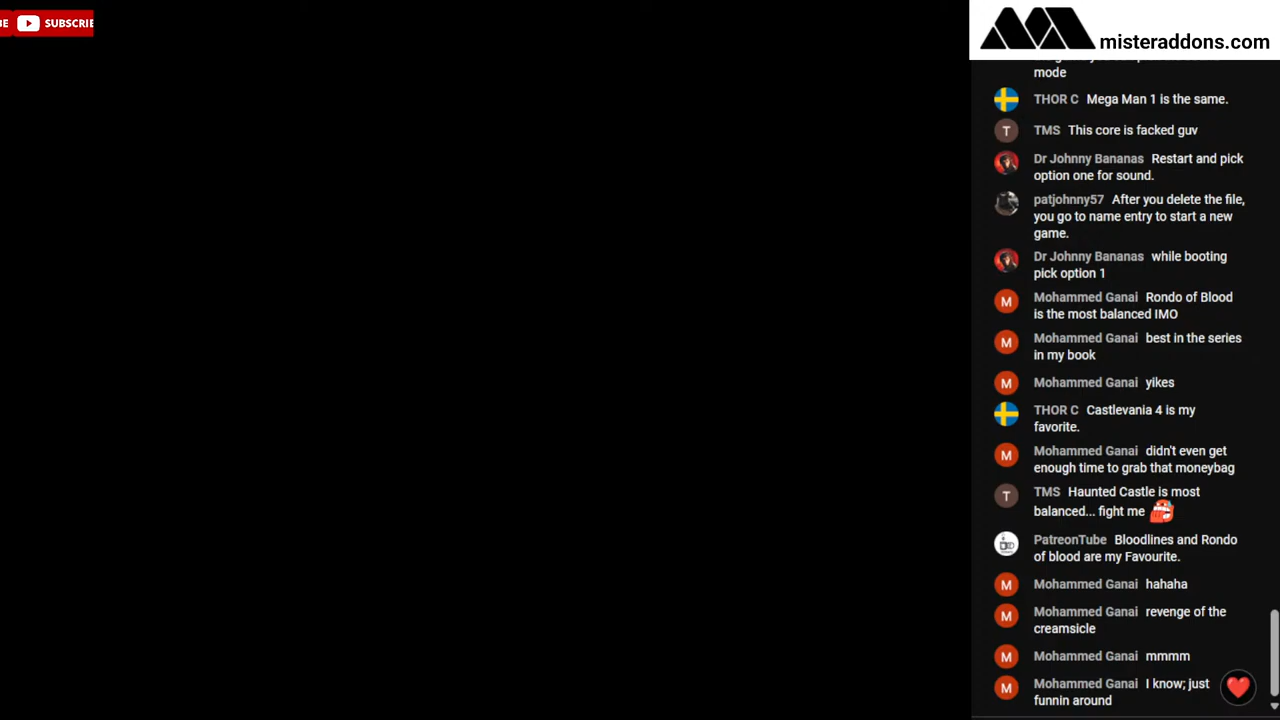 SUBSCRIBE
misteraddons.com
mode
THOR C Mega Man 1 is the same.
T TMS This core is facked guv
Dr Johnny Bananas Restart and pick
option one for sound.
patjohnny57 After you delete the file,
you go to name entry to start a new
game.
Dr Johnny Bananas while booting
pick option 1
M Mohammed Ganai Rondo of Blood
is the most balanced IMO
M Mohammed Ganai best in the series
in my book
M Mohammed Ganai yikes
THOR C Castlevania 4 is my
favorite.
M Mohammed Ganai didn't even get
enough time to grab that moneybag
T TMS Haunted Castle is most
balanced... fight me
PatreonTube Bloodlines and Rondo
of blood are my Favourite.
M Mohammed Ganai hahaha
M Mohammed Ganai revenge of the
creamsicle
M Mohammed Ganai mmmm
M Mohammed Ganai I know; just
funnin around